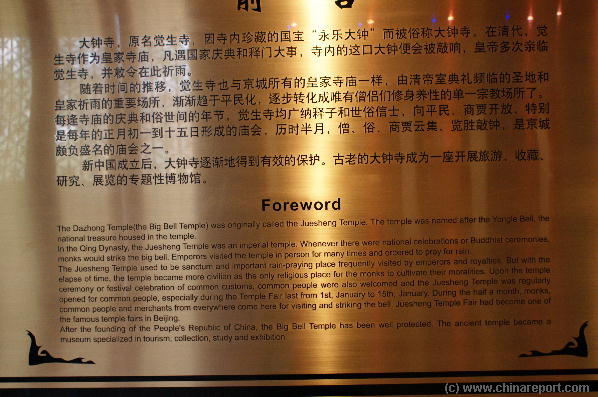 前 言
大钟寺，原名觉生寺，因寺内珍藏的国宝“永乐大钟”而被俗称大钟寺，在清代，觉
生寺作为皇家寺庙，凡遇国家庆典和释门大事，寺内的这口大钟便会被敲响，皇帝多次亲临
觉生寺，并敕令在此祈雨。
随着时间的推移，觉生寺也与京城所有的皇家寺庙一样，由清帝室典礼频临的圣地和
皇家祈雨的重要场所，渐渐趋于平民化，逐步转化成唯有僧侣们修身养性的单一宗教场所了。
每逢寺庙的庆典和俗世间的年节，觉生寺均广纳释子和世俗信士，向平民、商贾开放，特别
是每年的正月初一到十五日形成的庙会，历时半月，僧、俗、商贾云集，览胜敲钟，是京城
颇负盛名的庙会之一。
新中国成立后，大钟寺逐渐地得到有效的保护。古老的大钟寺成为一座开展旅游、收藏、
研究、展览的专题性博物馆。
Foreword
The Dazhong Temple(the Big Bell Temple) was originally called the Juesheng Temple. The temple was named after the Yongle Bell, the
national treasure housed in the temple.
In the Qing Dynasty, the Juesheng Temple was an imperial temple. Whenever there were national celebrations or Buddhist ceremonies,
monks would strike the big bell. Emperors visited the temple in person for many times and ordered to pray for rain.
The Juesheng Temple used to be sanctum and important rain-praying place frequently visited by emperors and royalties. But with the
elapse of time, the temple became more civilian as the only religious place for the monks to cultivate their moralities. Upon the temple
ceremony or festival celebration of common customs, common people were also welcomed and the Juesheng Temple was regularly
opened for common people, especially during the Temple Fair last from 1st, January to 15th, January. During the half a month, monks,
common people and merchants from everywhere come here for visiting and striking the bell. Juesheng Temple Fair had become one of
the famous temple fairs in Beijing.
After the founding of the People's Republic of China, the Big Bell Temple has been well protected. The ancient temple became a
museum specialized in tourism, collection, study and exhibition.
(c) www.chinareport.com